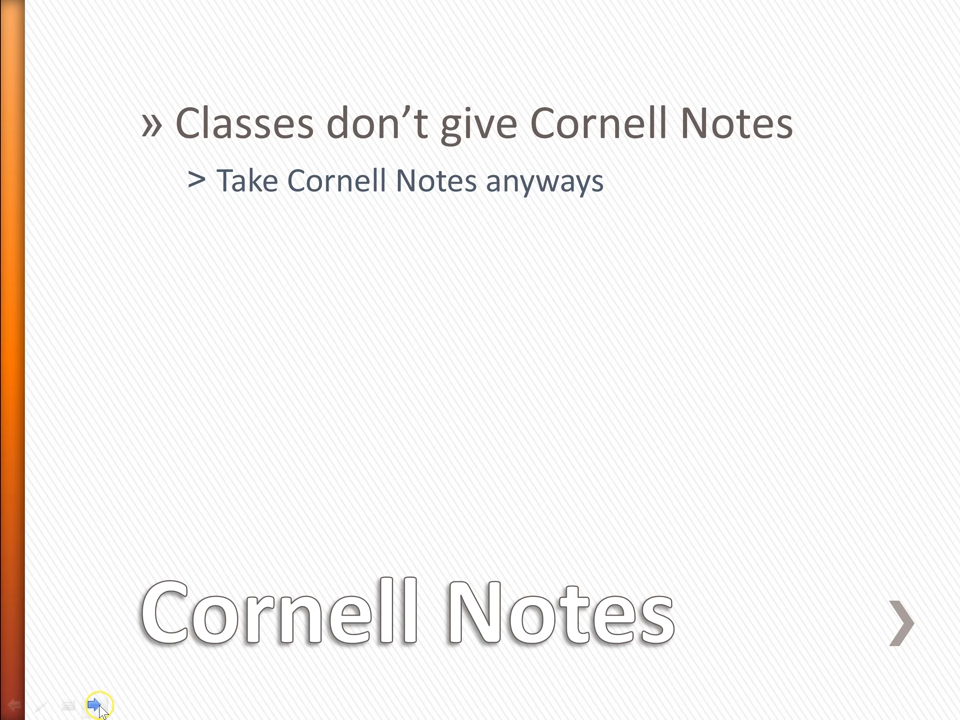 » Classes don’t give Cornell Notes
> Take Cornell Notes anyways
Cornell Notes